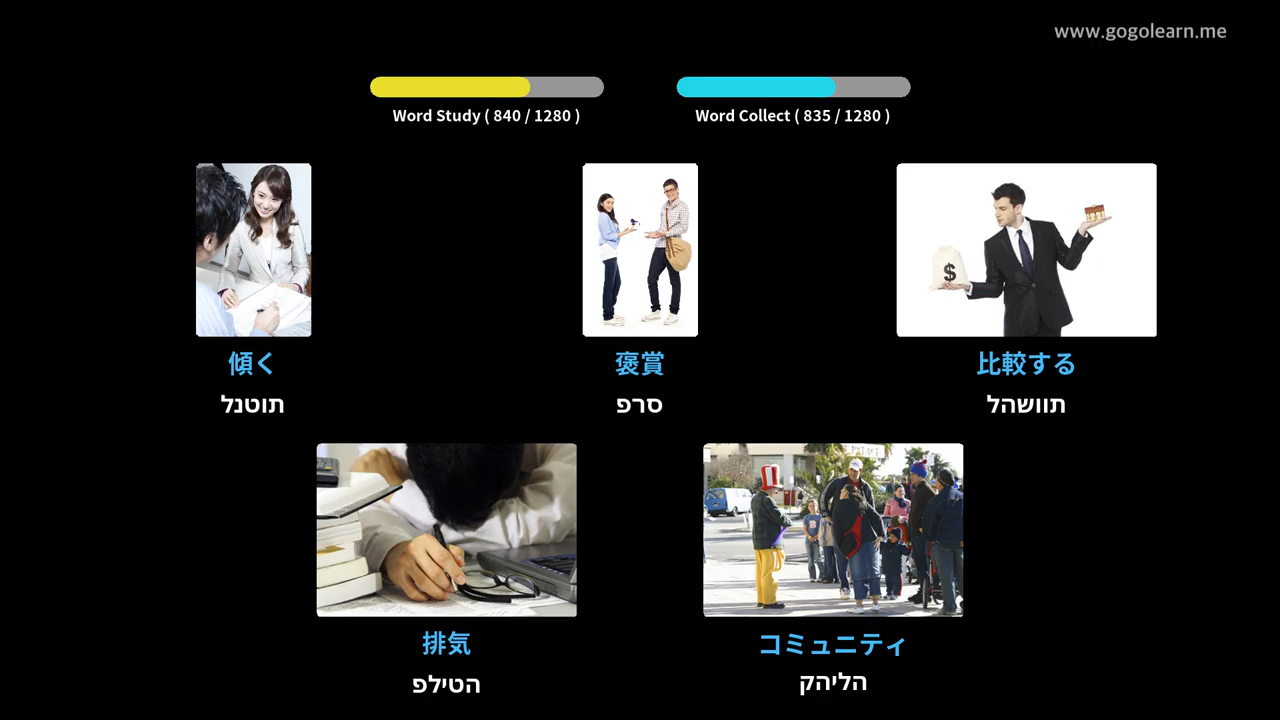 www.gogolearn.me
Word Study ( 840 / 1280 )
Word Collect ( 835 / 1280 )
$
傾く
תוטנל
褒賞
סרפ
比較する
תוושהל
排気
הטילפ
コミュニティ
הליהק